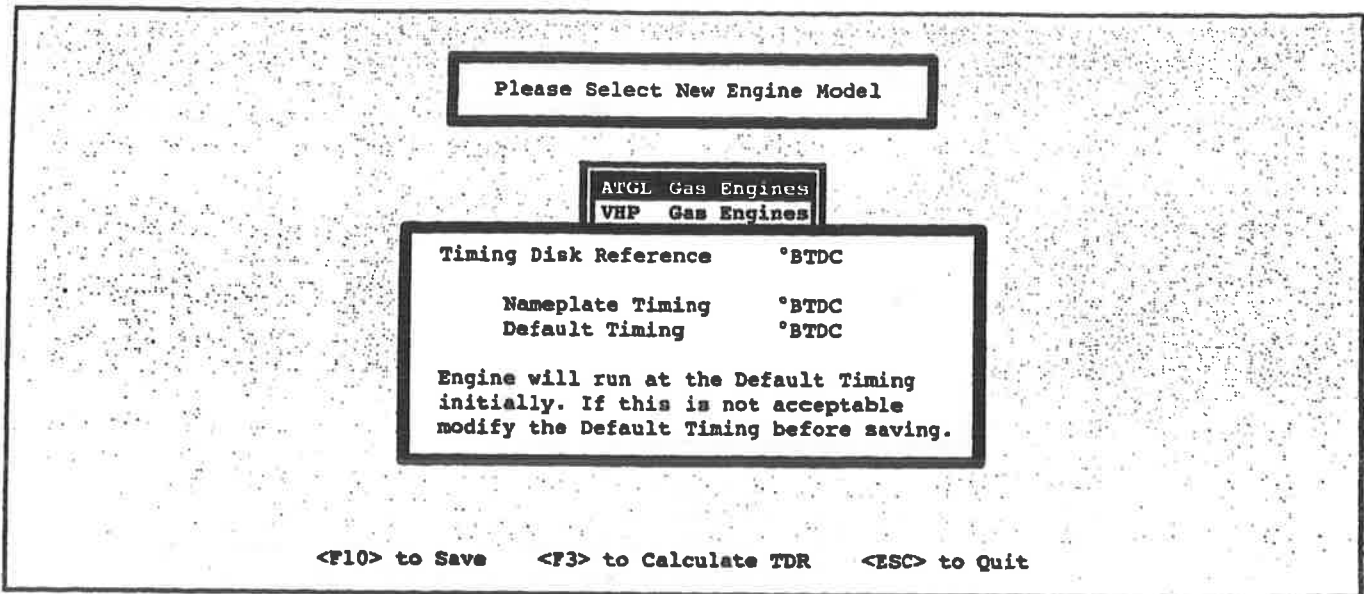 Please Select New Engine Model
ATGL Gas Engines
VHP Gas Engines
Timing Disk Reference °BTDC
Nameplate Timing °BTDC
Default Timing °BTDC
Engine will run at the Default Timing
initially. If this is not acceptable
modify the Default Timing before saving.
<F10> to Save <F3> to Calculate TDR <ESC> to Quit